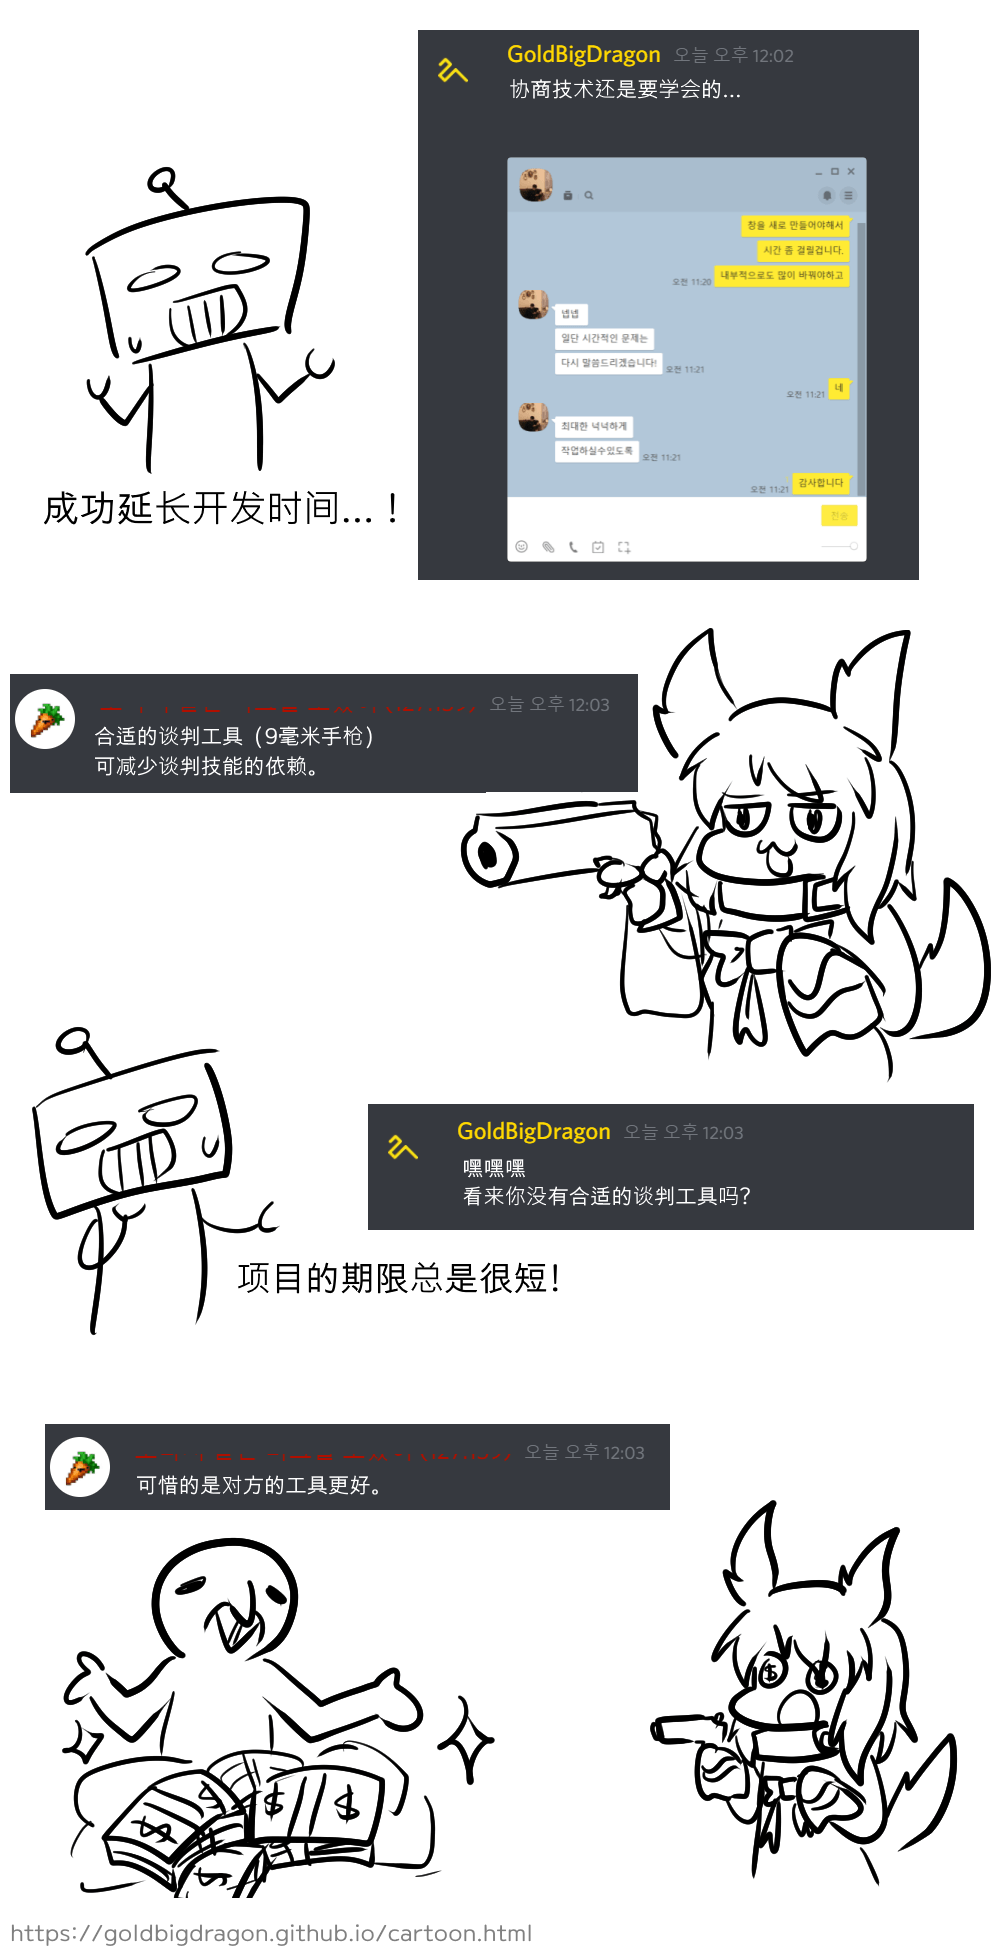 GoldBigDragon 오늘 오후 12:02
协商技术还是要学会的...
창을 새로 만들어야해서
시간 좀 걸릴겁니다.
오전 11:20 내부적으로도 많이 바꿔야하고
넵넵
일단 시간적인 문제는
다시 말씀드리겠습니다! 오전 11:21
오전 11:21 네
최대한 넉넉하게
작업하실수있도록 오전 11:21
오전 11:21 감사합니다
전송
成功延长开发时间...！
오늘 오후 12:03
合适的谈判工具（9毫米手枪）
可减少谈判技能的依赖。
GoldBigDragon 오늘 오후 12:03
嘿嘿嘿
看来你没有合适的谈判工具吗?
项目的期限总是很短!
오늘 오후 12:03
可惜的是对方的工具更好。
$
$ $ $
https://goldbigdragon.github.io/cartoon.html